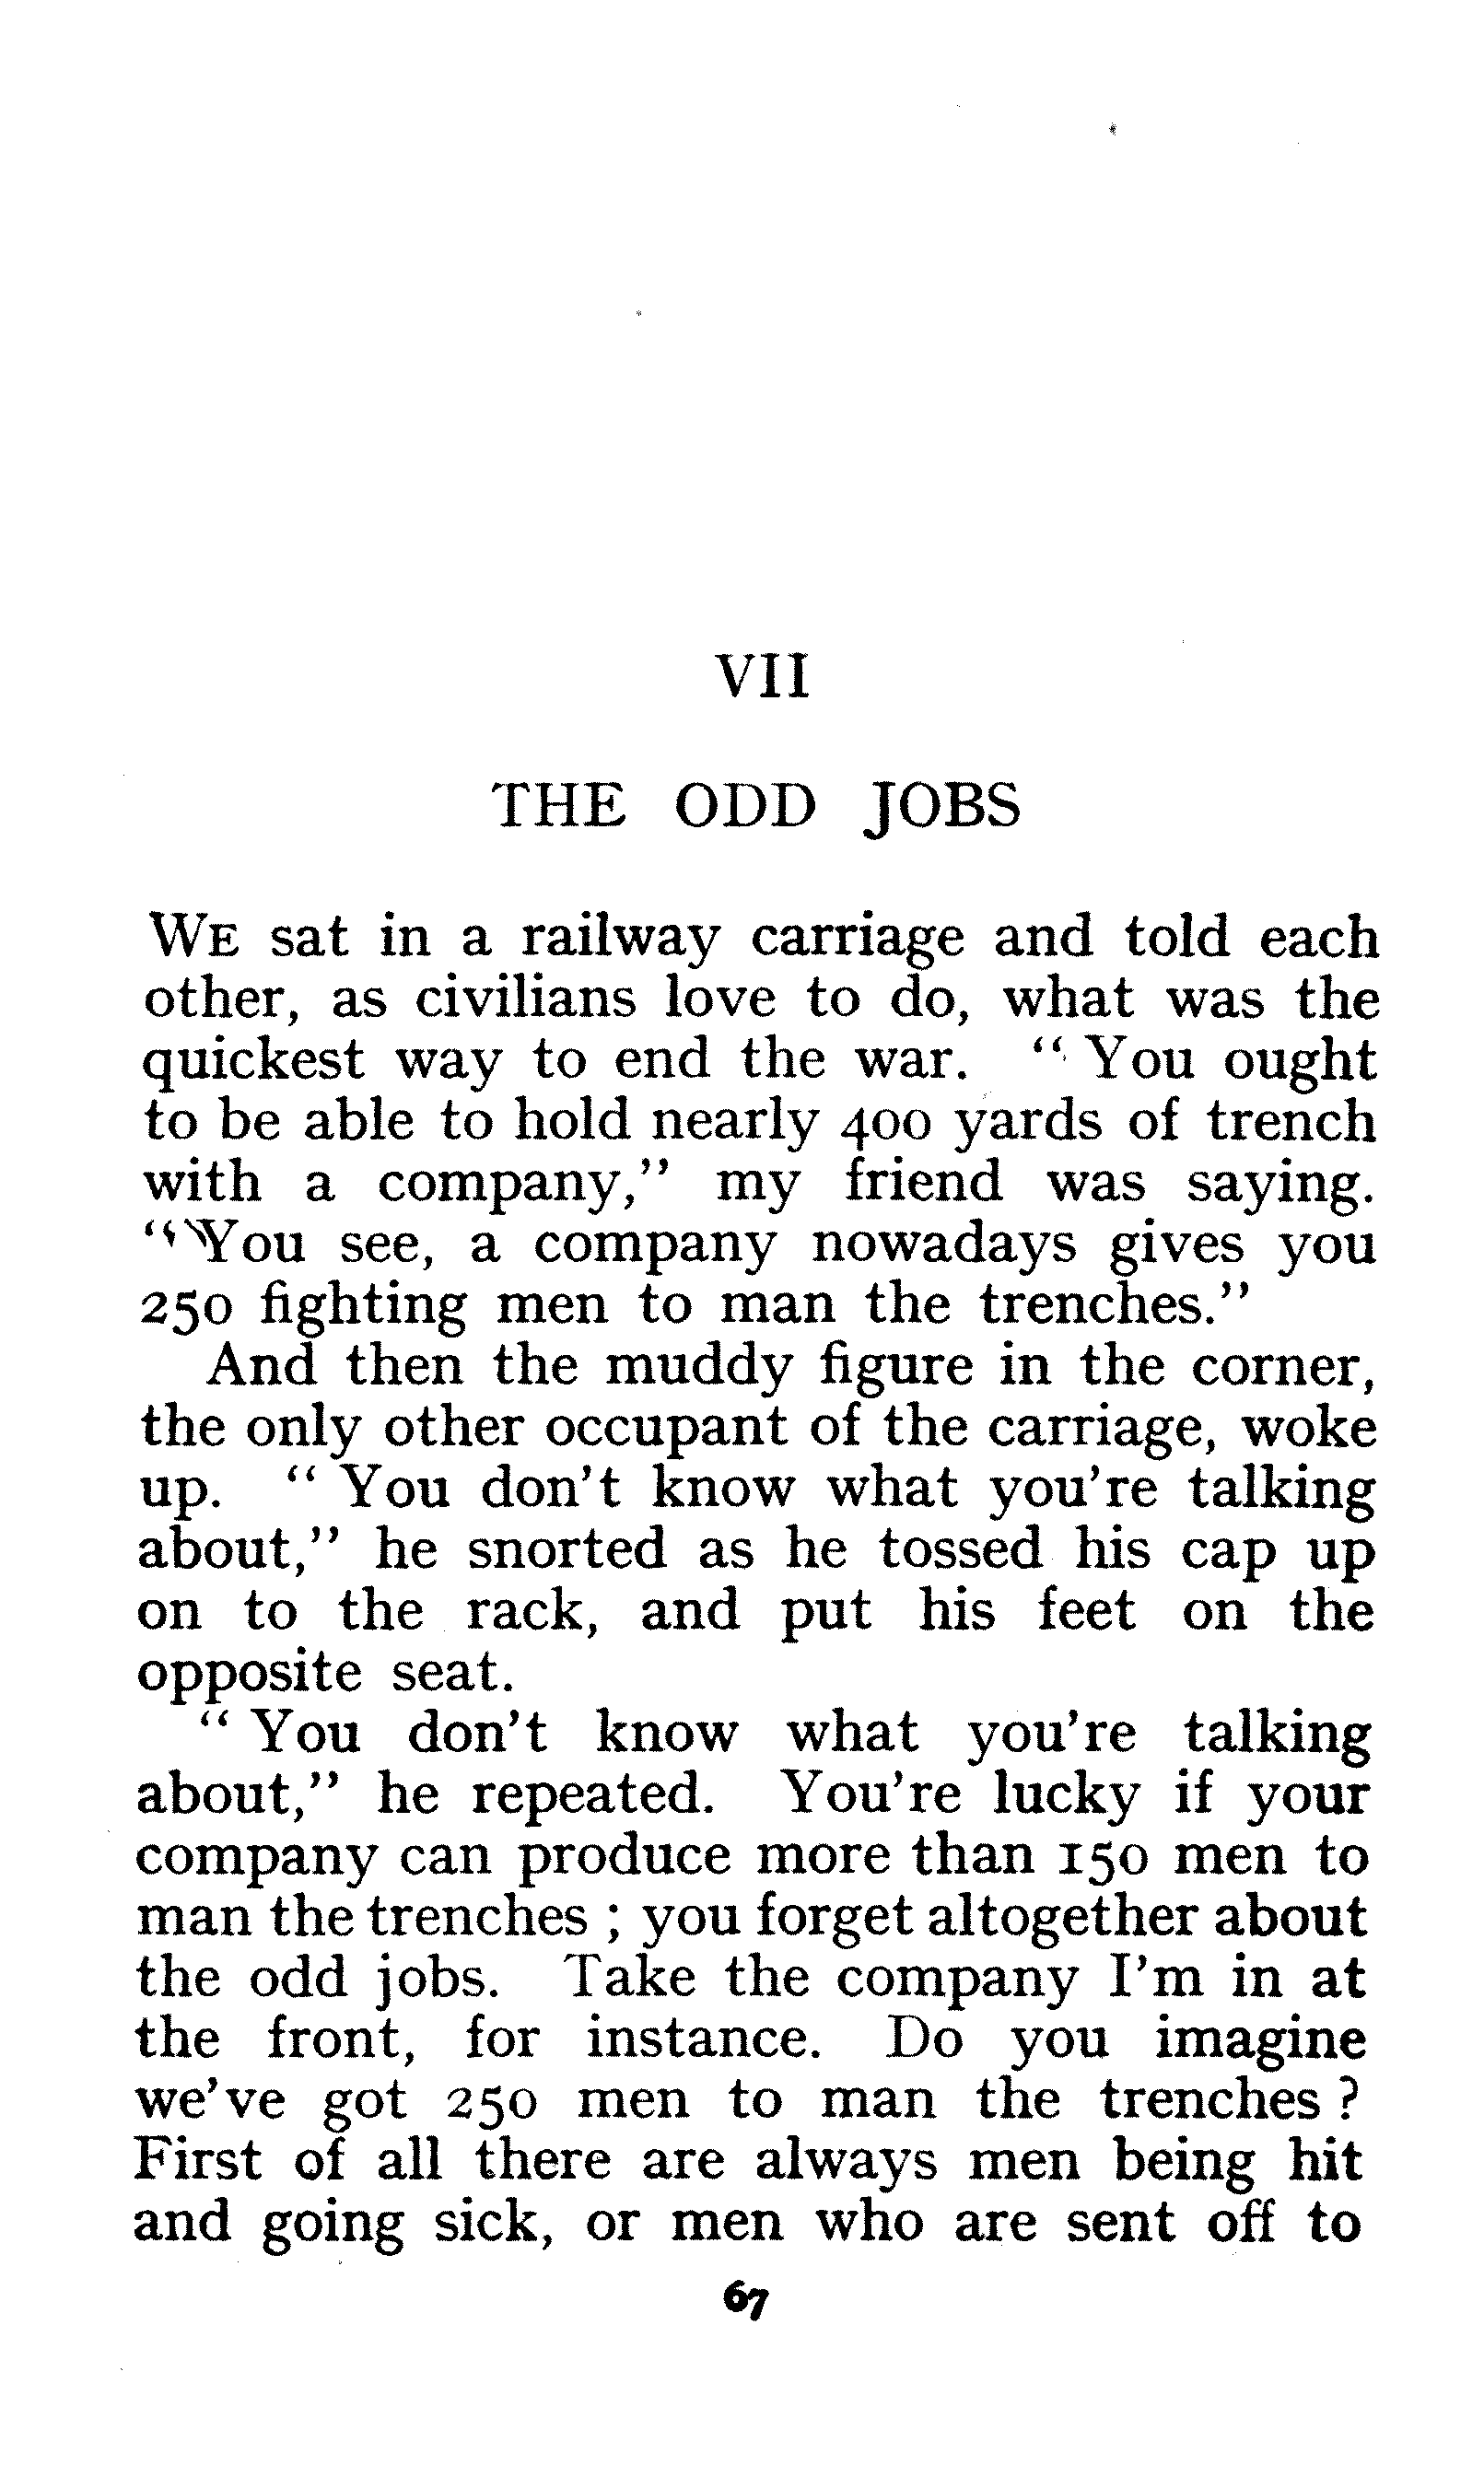 VII
THE ODD JOBS
WE sat in a railway carriage and told each
other, as civilians love to do, what was the
quickest way to end the war. “ You ought
to be able to hold nearly 400 yards of trench
with a company,” my friend was saying.
“ You see, a company nowadays gives you
250 fighting men to man the trenches.”
And then the muddy figure in the corner,
the only other occupant of the carriage, woke
up. “ You don’t know what you’re talking
about,” he snorted as he tossed his cap up
on to the rack, and put his feet on the
opposite seat.
“ You don’t know what you’re talking
about,” he repeated. You’re lucky if your
company can produce more than 150 men to
man the trenches ; you forget altogether about
the odd jobs. Take the company I’m in at
the front, for instance. Do you imagine
we’ve got 250 men to man the trenches ?
First of all there are always men being hit
and going sick, or men who are sent off to
67